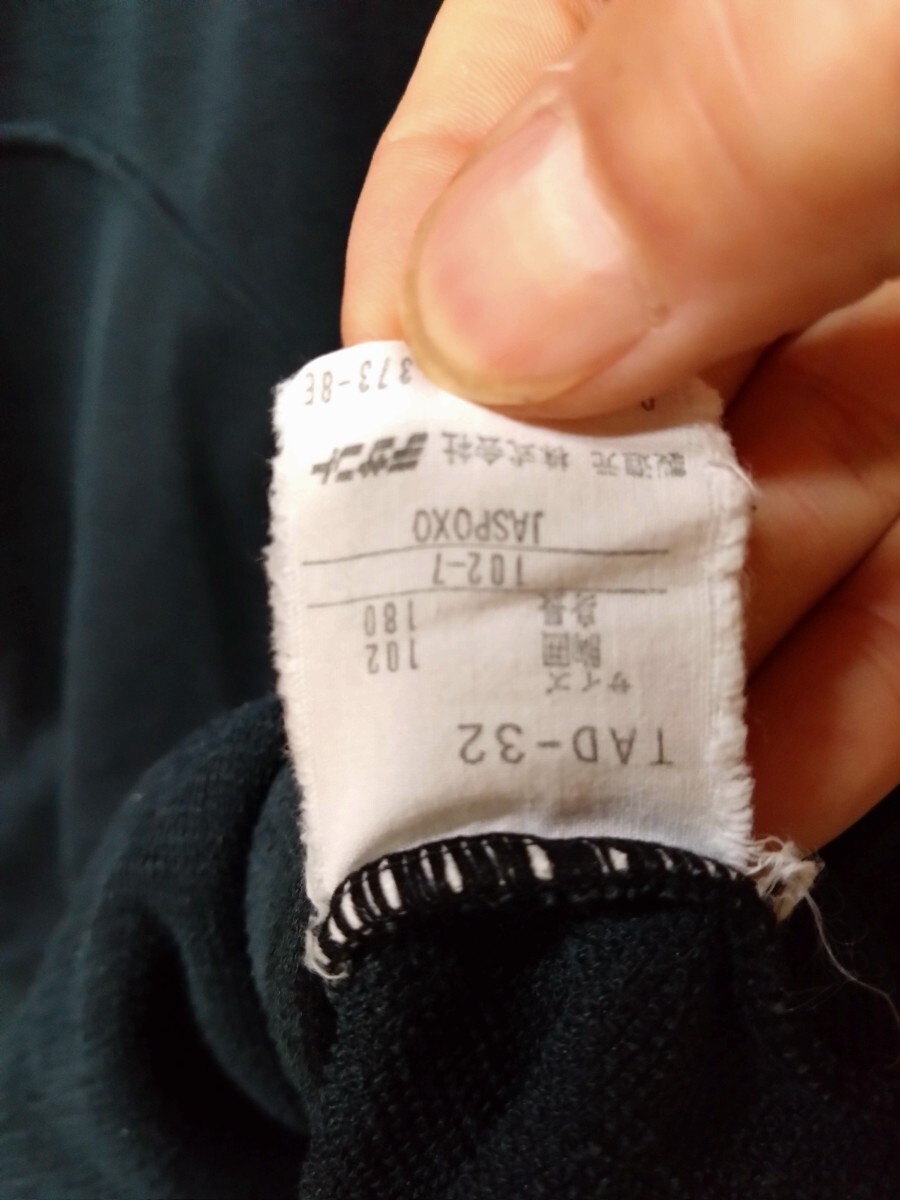 TAD-32
サイズ
胸囲 102
身長 180
102-7
JASPOXO
製造元 株式会社 デサント
373-8E